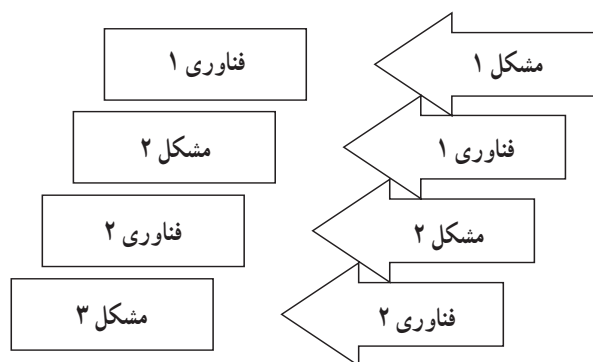 مشکل ۱
فناوری ۱
فناوری ۱
مشکل ۲
مشکل ۲
فناوری ۲
فناوری ۲
مشکل ۳